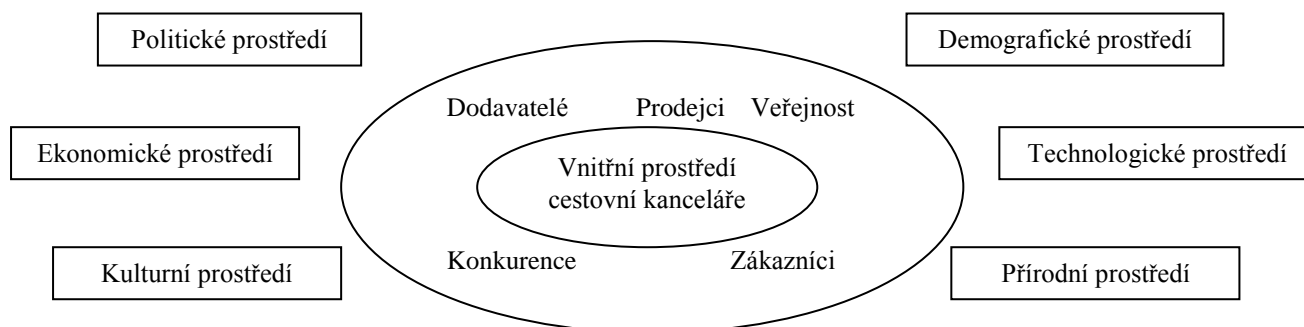 Politické prostředí
Demografické prostředí
Dodavatelé Prodejci Veřejnost
Ekonomické prostředí
Technologické prostředí
Vnitřní prostředí
cestovní kanceláře
Konkurence Zákazníci
Kulturní prostředí
Přírodní prostředí